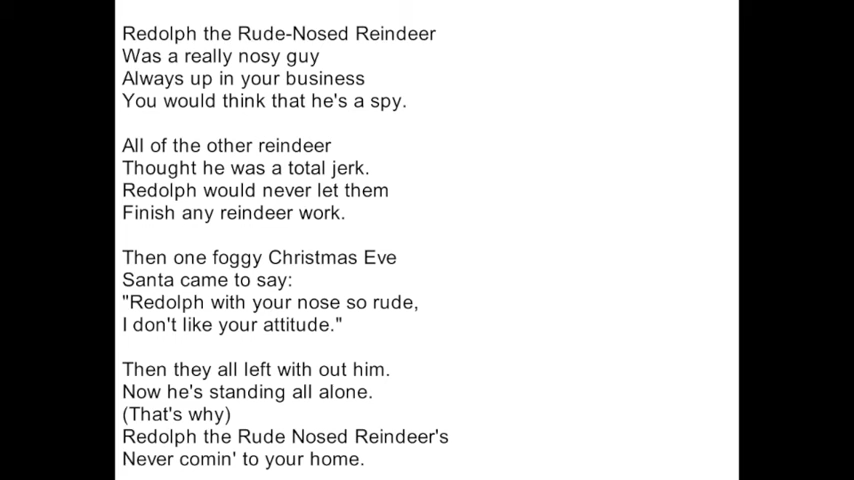 Redolph the Rude-Nosed Reindeer
Was a really nosy guy
Always up in your business
You would think that he's a spy.

All of the other reindeer
Thought he was a total jerk.
Redolph would never let them
Finish any reindeer work.

Then one foggy Christmas Eve
Santa came to say:
"Redolph with your nose so rude,
I don't like your attitude."

Then they all left with out him.
Now he's standing all alone.
(That's why)
Redolph the Rude Nosed Reindeer's
Never comin' to your home.